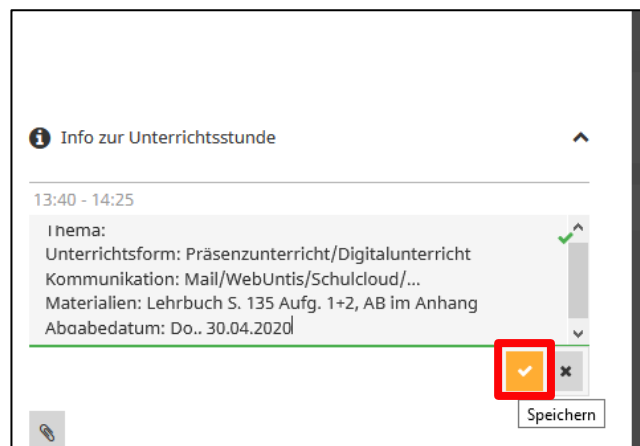 Info zur Unterrichtsstunde
13:40 - 14:25
Thema:
Unterrichtsform: Präsenzunterricht/Digitalunterricht
Kommunikation: Mail/WebUntis/Schulcloud/...
Materialien: Lehrbuch S. 135 Aufg. 1+2, AB im Anhang
Abgabedatum: Do., 30.04.2020
Speichern